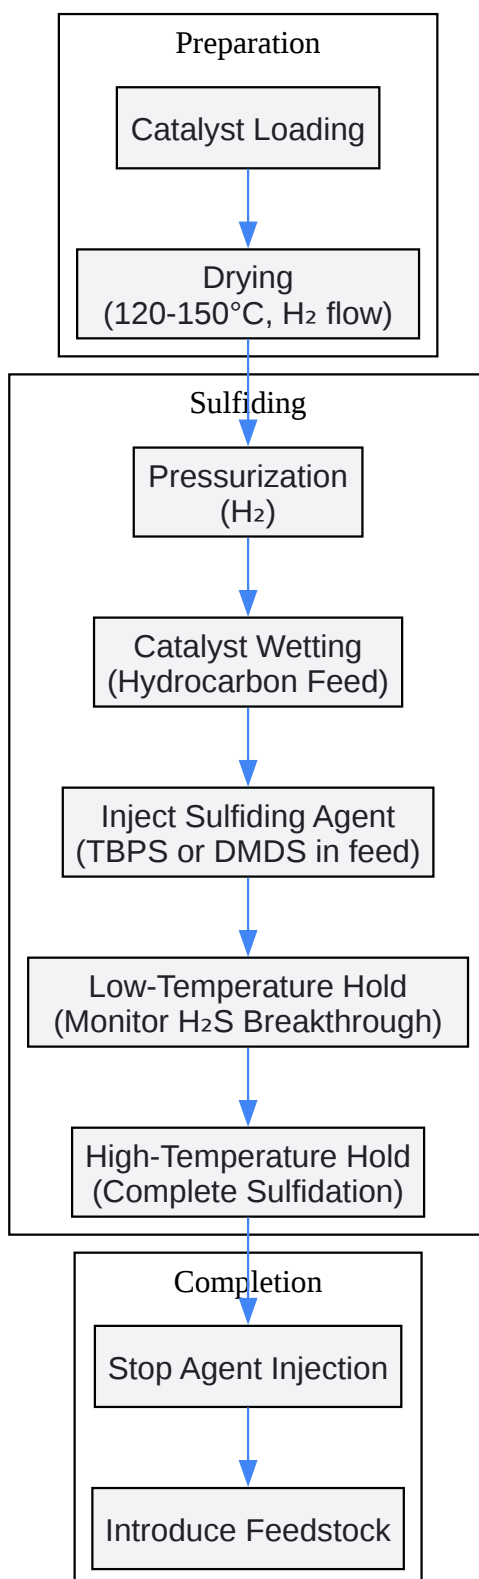 Preparation
Catalyst Loading
Drying
(120-150°C, H₂ flow)
Sulfiding
Pressurization
(H₂)
Catalyst Wetting
(Hydrocarbon Feed)
Inject Sulfiding Agent
(TBPS or DMDS in feed)
Low-Temperature Hold
(Monitor H₂S Breakthrough)
High-Temperature Hold
(Complete Sulfidation)
Completion
Stop Agent Injection
Introduce Feedstock